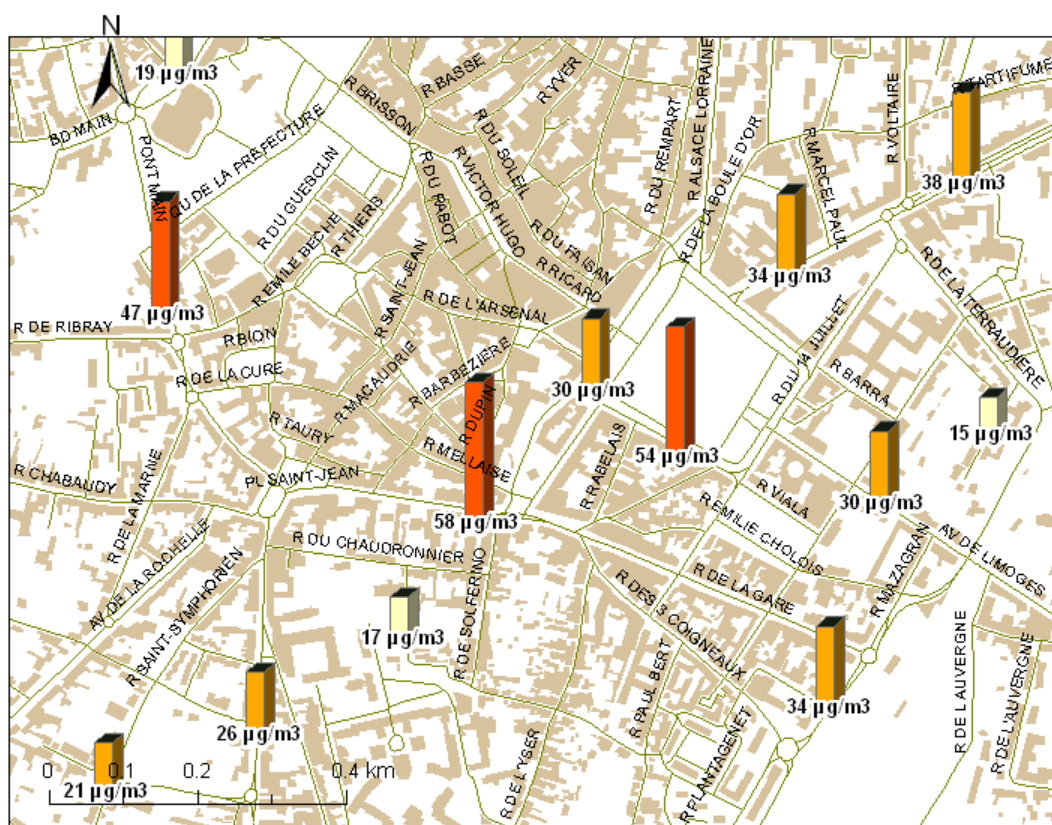 N
19 µg/m3
BD MAIN
PONT MAIN
QU DE LA PRÉFECTURE
R BRISSON
R BASSE
R YVER
R DU SOLEIL
R DU REMPART
R ALSACE LORRAINE
R DE LA BOULE D'OR
R MARCEL PAUL
R VOLTAIRE
38 µg/m3
R DU GUESCLIN
R EMILE BECHE
R THIERS
R DU RABOT
R VICTOR HUGO
R DU FAISAN
R RICARD
R SAINT-JEAN
R DE L'ARSENAL
34 µg/m3
R DE LA TERRAUDIÈRE
47 µg/m3
R DE RIBRAY
R BION
R DE LA CURE
R MACAUDRIE
R BARBEZIERE
R DUPIN
30 µg/m3
R DU 14 JUILLET
R BARRA
15 µg/m3
R TAURY
R MELLAISE
R RABELAIS
54 µg/m3
R VIALA
30 µg/m3
R CHABAUDY
PL SAINT-JEAN
58 µg/m3
R EMILIE CHOLOIS
AV DE LIMOGES
R DE LA MARNE
AV. DE LA ROCHELLE
R SAINT-SYMPHORIEN
R DU CHAUDRONNIER
R DE SOLFERINO
R DES 3 COIGNEAUX
R DE LA GARE
R MAZAGRAN
17 µg/m3
R PAUL BERT
R PLANTAGENET
34 µg/m3
R DE L AUVERGNE
R DE L'AUVERGNE
26 µg/m3
R DE L'YSER
0 0.1 0.2 0.4 km
21 µg/m3